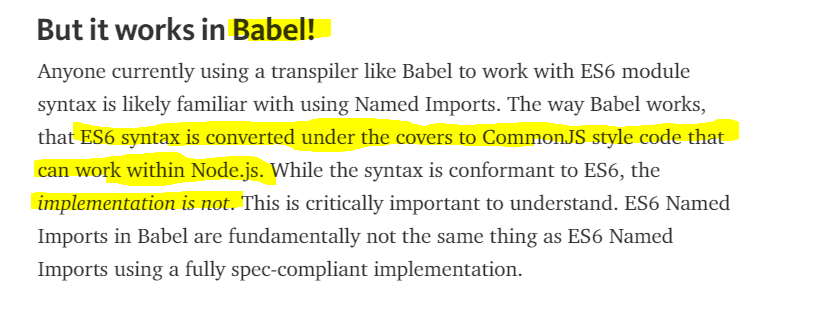 But it works in Babel!
Anyone currently using a transpiler like Babel to work with ES6 module
syntax is likely familiar with using Named Imports. The way Babel works,
that ES6 syntax is converted under the covers to CommonJS style code that
can work within Node.js. While the syntax is conformant to ES6, the
implementation is not. This is critically important to understand. ES6 Named
Imports in Babel are fundamentally not the same thing as ES6 Named
Imports using a fully spec-compliant implementation.